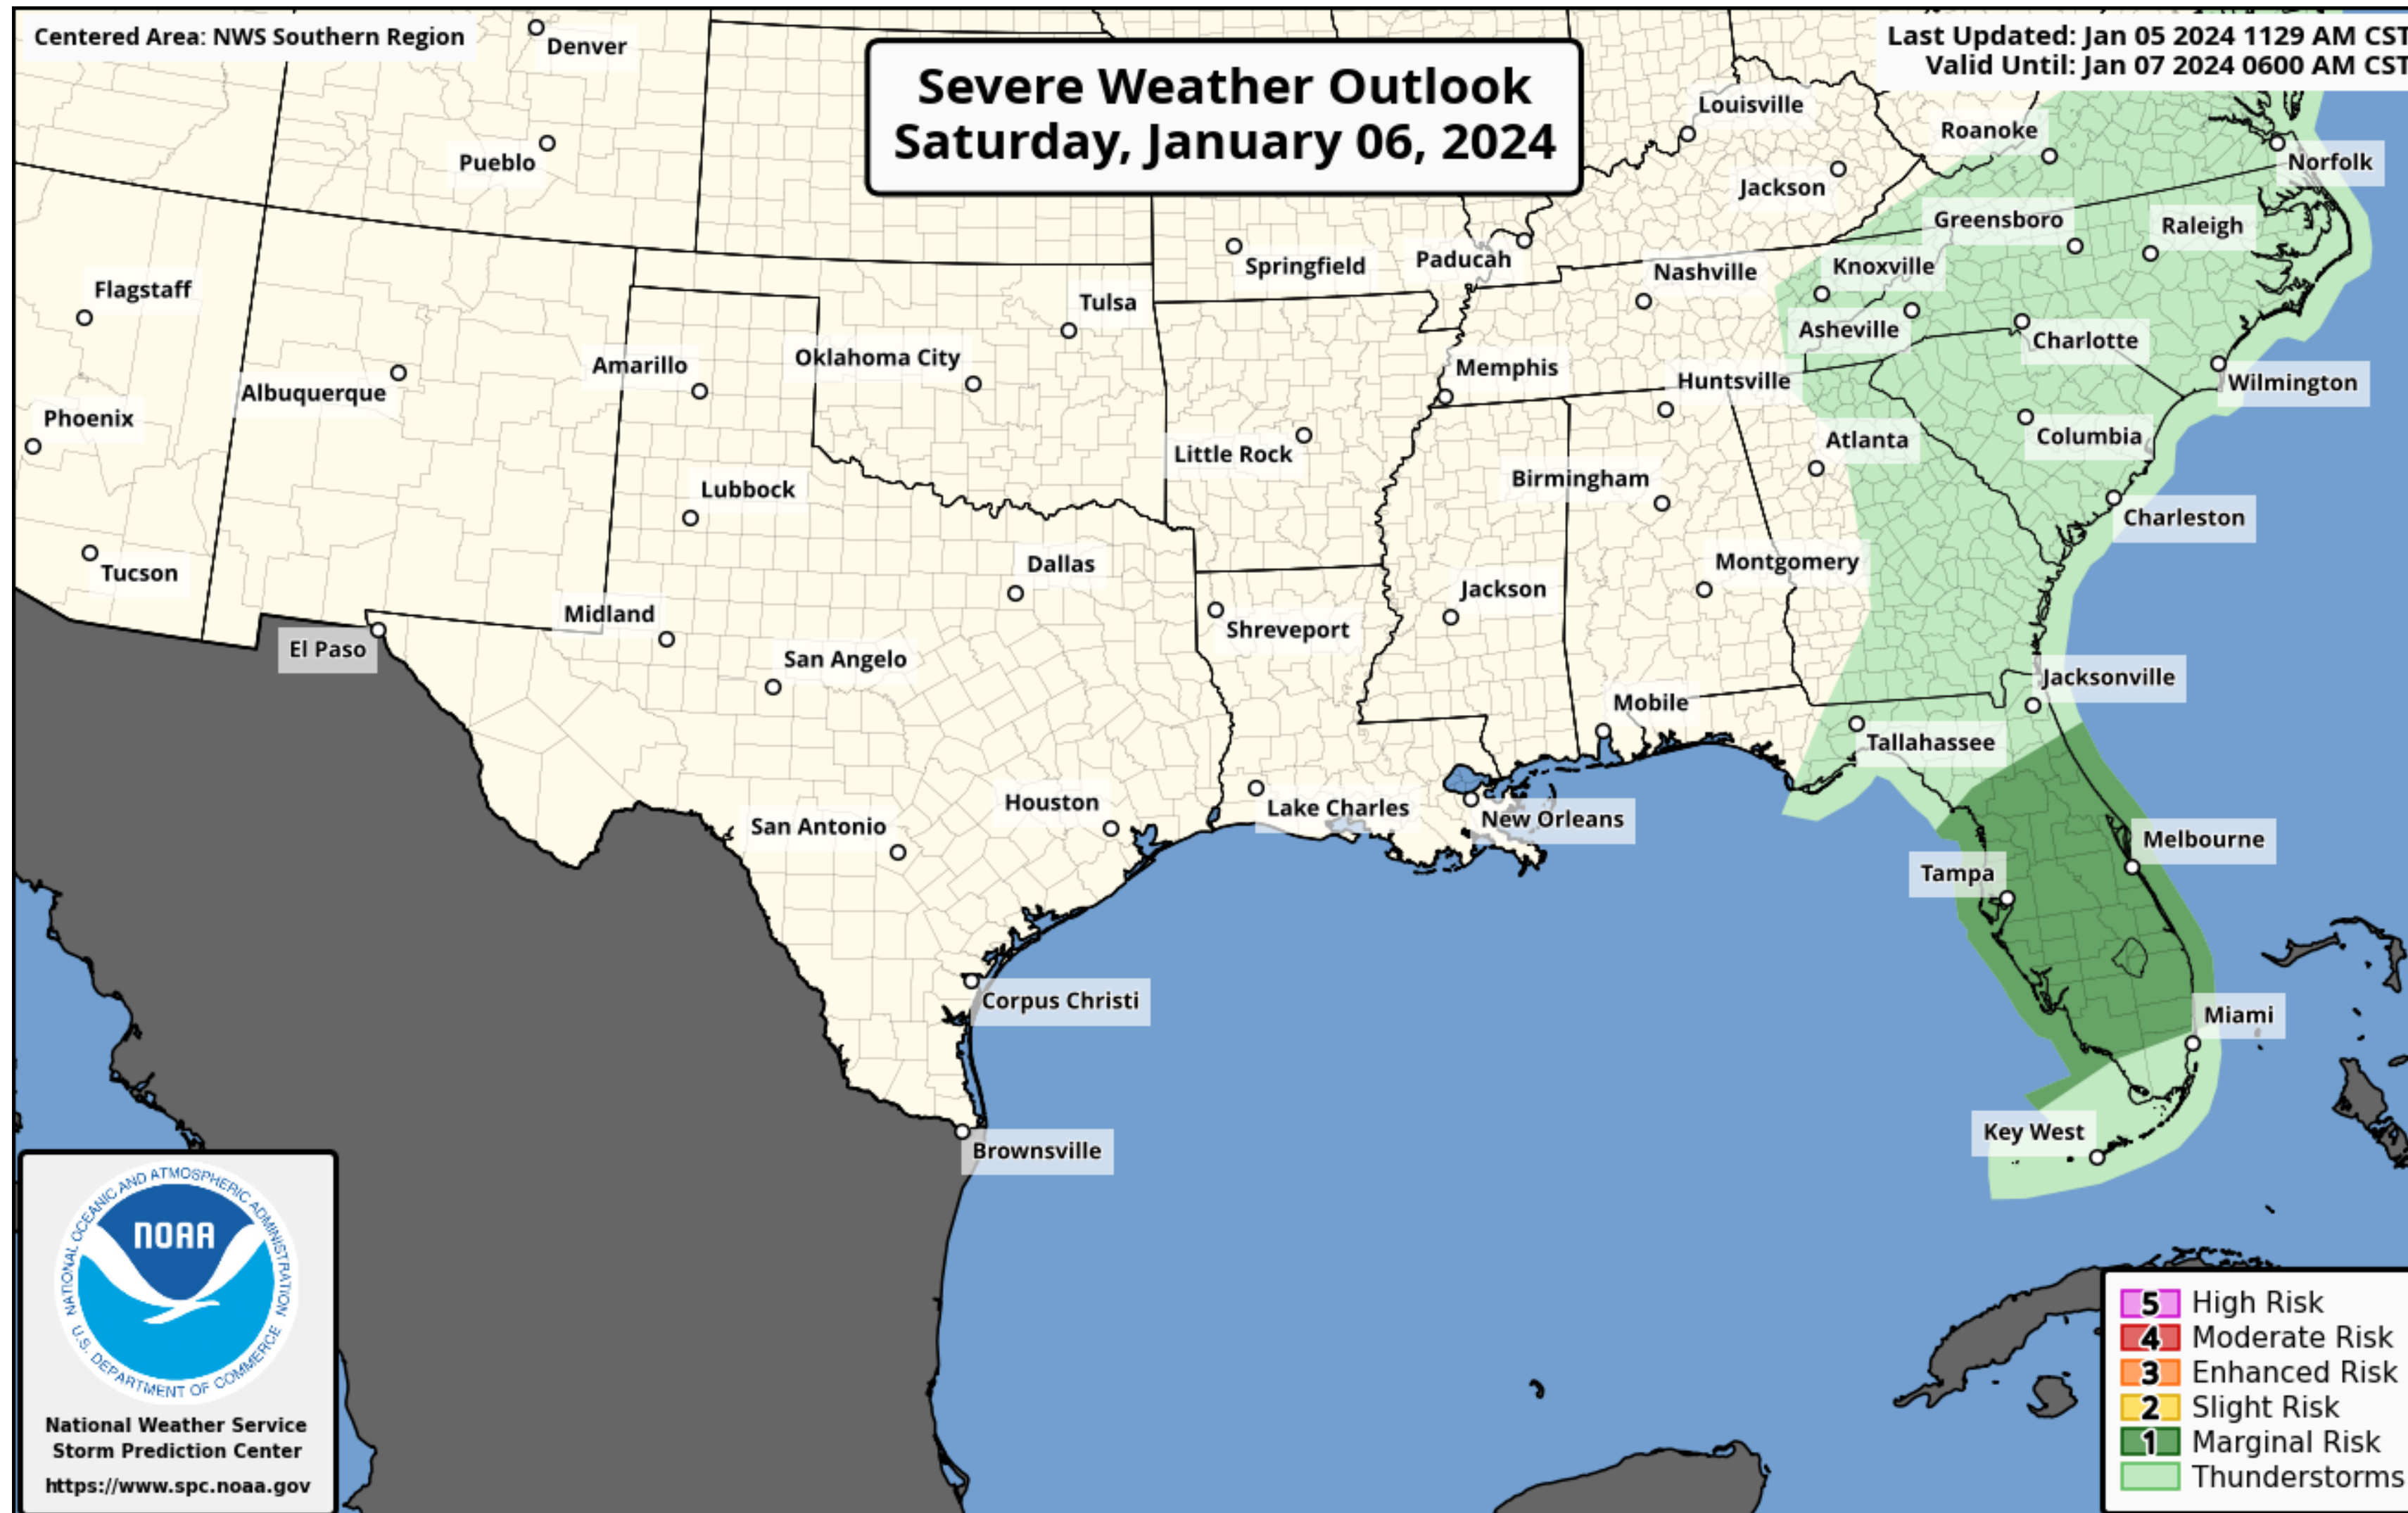 Centered Area: NWS Southern Region
Last Updated: Jan 05 2024 1129 AM CST
Valid Until: Jan 07 2024 0600 AM CST
Severe Weather Outlook
Saturday, January 06, 2024
Denver
Pueblo
Louisville
Jackson
Roanoke
Norfolk
Greensboro
Raleigh
Springfield
Paducah
Nashville
Knoxville
Flagstaff
Tulsa
Asheville
Charlotte
Amarillo
Oklahoma City
Memphis
Huntsville
Wilmington
Albuquerque
Phoenix
Little Rock
Atlanta
Columbia
Lubbock
Birmingham
Charleston
Tucson
Dallas
Montgomery
Midland
Jackson
El Paso
San Angelo
Shreveport
Jacksonville
Mobile
Tallahassee
Houston
Lake Charles
New Orleans
San Antonio
Melbourne
Tampa
Corpus Christi
Miami
Key West
Brownsville
NATIONAL OCEANIC AND ATMOSPHERIC ADMINISTRATION
NOAA
U.S. DEPARTMENT OF COMMERCE
National Weather Service
Storm Prediction Center
https://www.spc.noaa.gov
5 High Risk
4 Moderate Risk
3 Enhanced Risk
2 Slight Risk
1 Marginal Risk
Thunderstorms